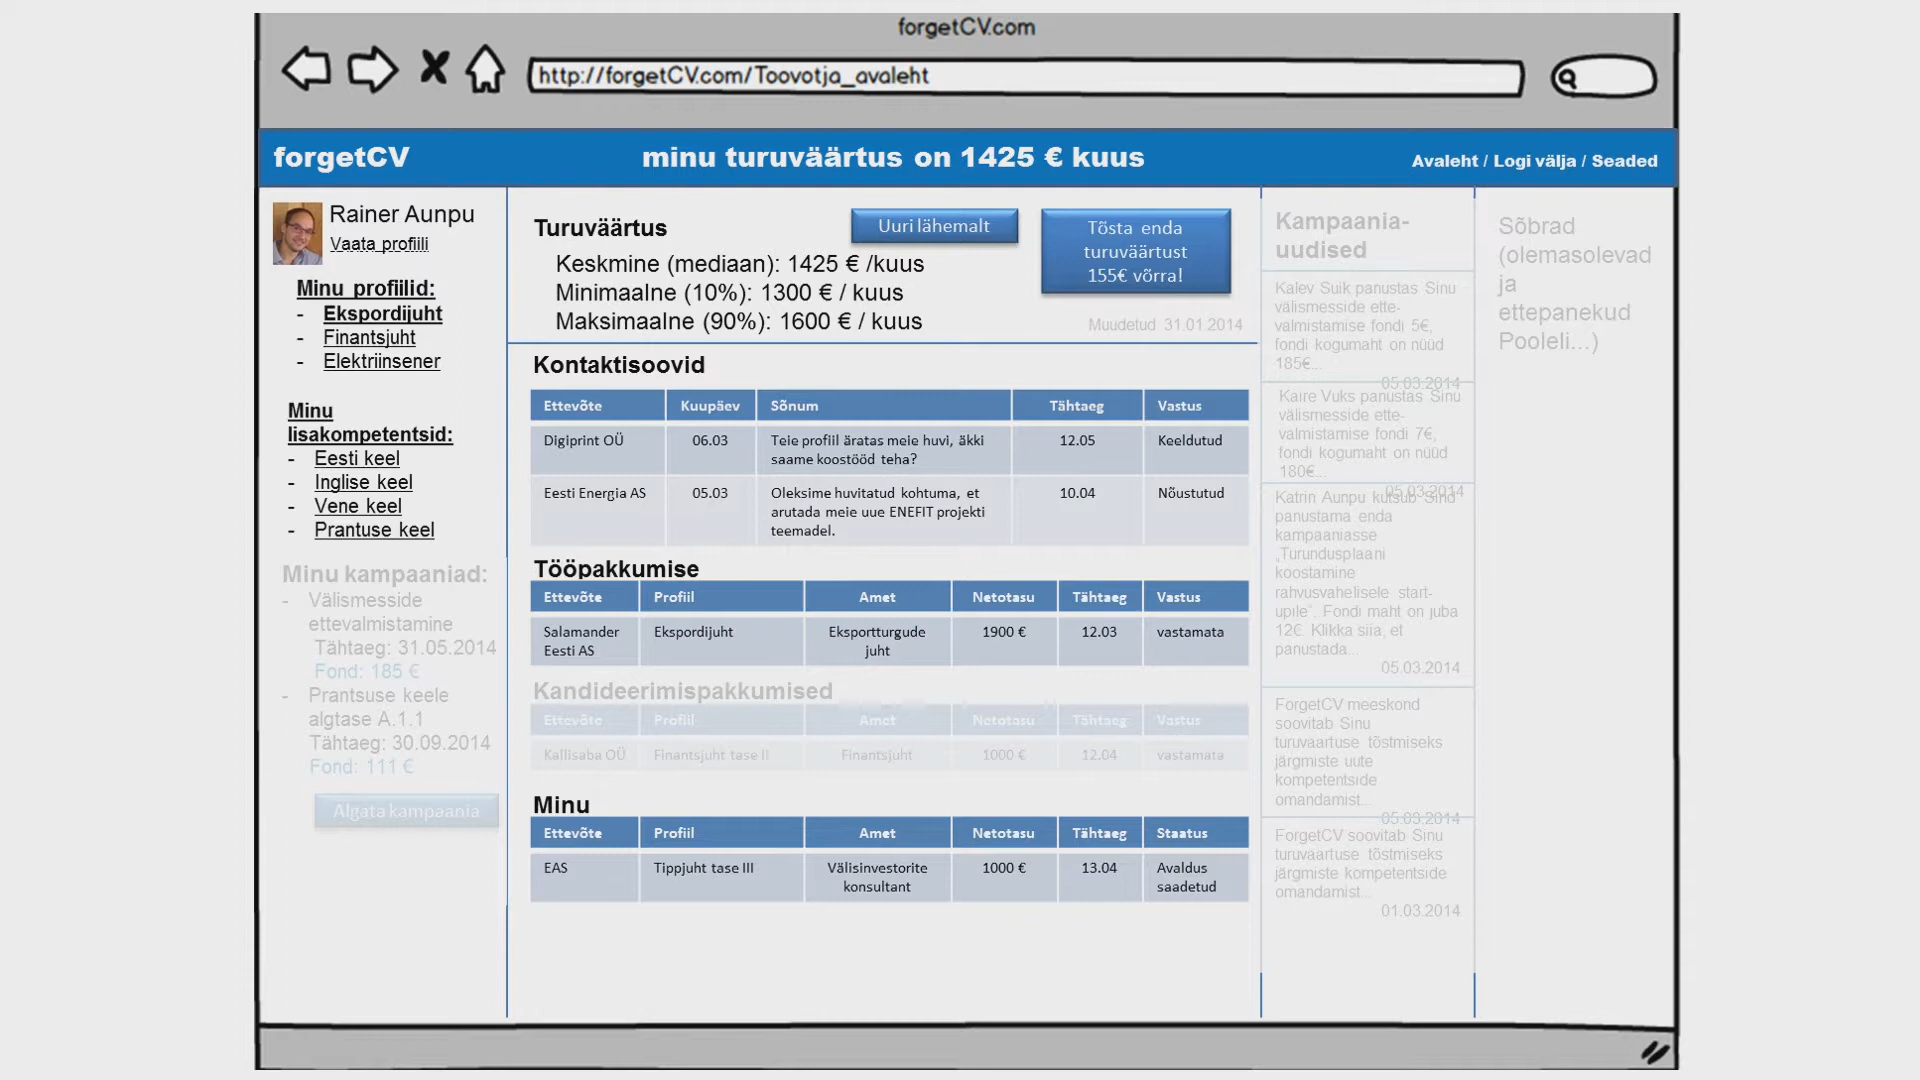 forgetCV.com
http://forgetCV.com/Toovotja_avaleht
forgetCV
minu turuväärtus on 1425 € kuus
Avaleht / Logi välja / Seaded
Rainer Aunpu
Vaata profiili
Minu profiilid:
- Ekspordijuht
- Finantsjuht
- Elektriinsener
Minu
lisakompetentsid:
- Eesti keel
- Inglise keel
- Vene keel
- Prantuse keel
Minu kampaaniad:
- Välismesside
ettevalmistamine
Tähtaeg: 31.05.2014
Fond: 185 €
- Prantsuse keele
algtase A.1.1
Tähtaeg: 30.09.2014
Fond: 111 €
Algata kampaania
Turuväärtus
Uuri lähemalt
Tõsta enda
turuväärtust
155€ võrra!
Keskmine (mediaan): 1425 € /kuus
Minimaalne (10%): 1300 € / kuus
Maksimaalne (90%): 1600 € / kuus
Muudetud 31.01.2014
Kontaktisoovid
Ettevõte Kuupäev Sõnum Tähtaeg Vastus
Digiprint OÜ 06.03 Teie profiil äratas meie huvi, äkki 12.05 Keeldutud
saame koostööd teha?
Eesti Energia AS 05.03 Oleksime huvitatud kohtuma, et 10.04 Nõustutud
arutada meie uue ENEFIT projekti
teemadel.
Tööpakkumise
Ettevõte Profiil Amet Netotasu Tähtaeg Vastus
Salamander Ekspordijuht Eksportturgude 1900 € 12.03 vastamata
Eesti AS juht
Kandideerimispakkumised
Ettevõte Profiil Amet Netotasu Tähtaeg Vastus
Kallisaba OÜ Finantsjuht tase II Finantsjuht 1000 € 12.04 vastamata
Minu
Ettevõte Profiil Amet Netotasu Tähtaeg Staatus
EAS Tippjuht tase III Välisinvestorite 1000 € 13.04 Avaldus
konsultant saadetud
Kampaania-
uudised
Kalev Suik panustas Sinu
välismesside ette-
valmistamise fondi 5€,
fondi kogumaht on nüüd
185€...
05.03.2014
Karre Vuks panustas Sinu
välismesside ette-
valmistamise fondi 7€,
fondi kogumaht on nüüd
180€...
05.03.2014
Katrin Aunpu kutsub Sind
panustama enda
kampaaniasse
„Turundusplaani
koostamine
rahvusvahelisele start-
upile“. Fondi maht on juba
12€. Klikka siia, et
panustada...
05.03.2014
ForgetCV meeskond
soovitab Sinu
turuvaartuse tõstmiseks
järgmiste uute
kompetentside
omandamist...
05.03.2014
ForgetCV soovitab Sinu
turuvaartuse tõstmiseks
järgmiste kompetentside
omandamist...
01.03.2014
Sõbrad
(olemasolevad
ja
ettepanekud
Pooleli...)